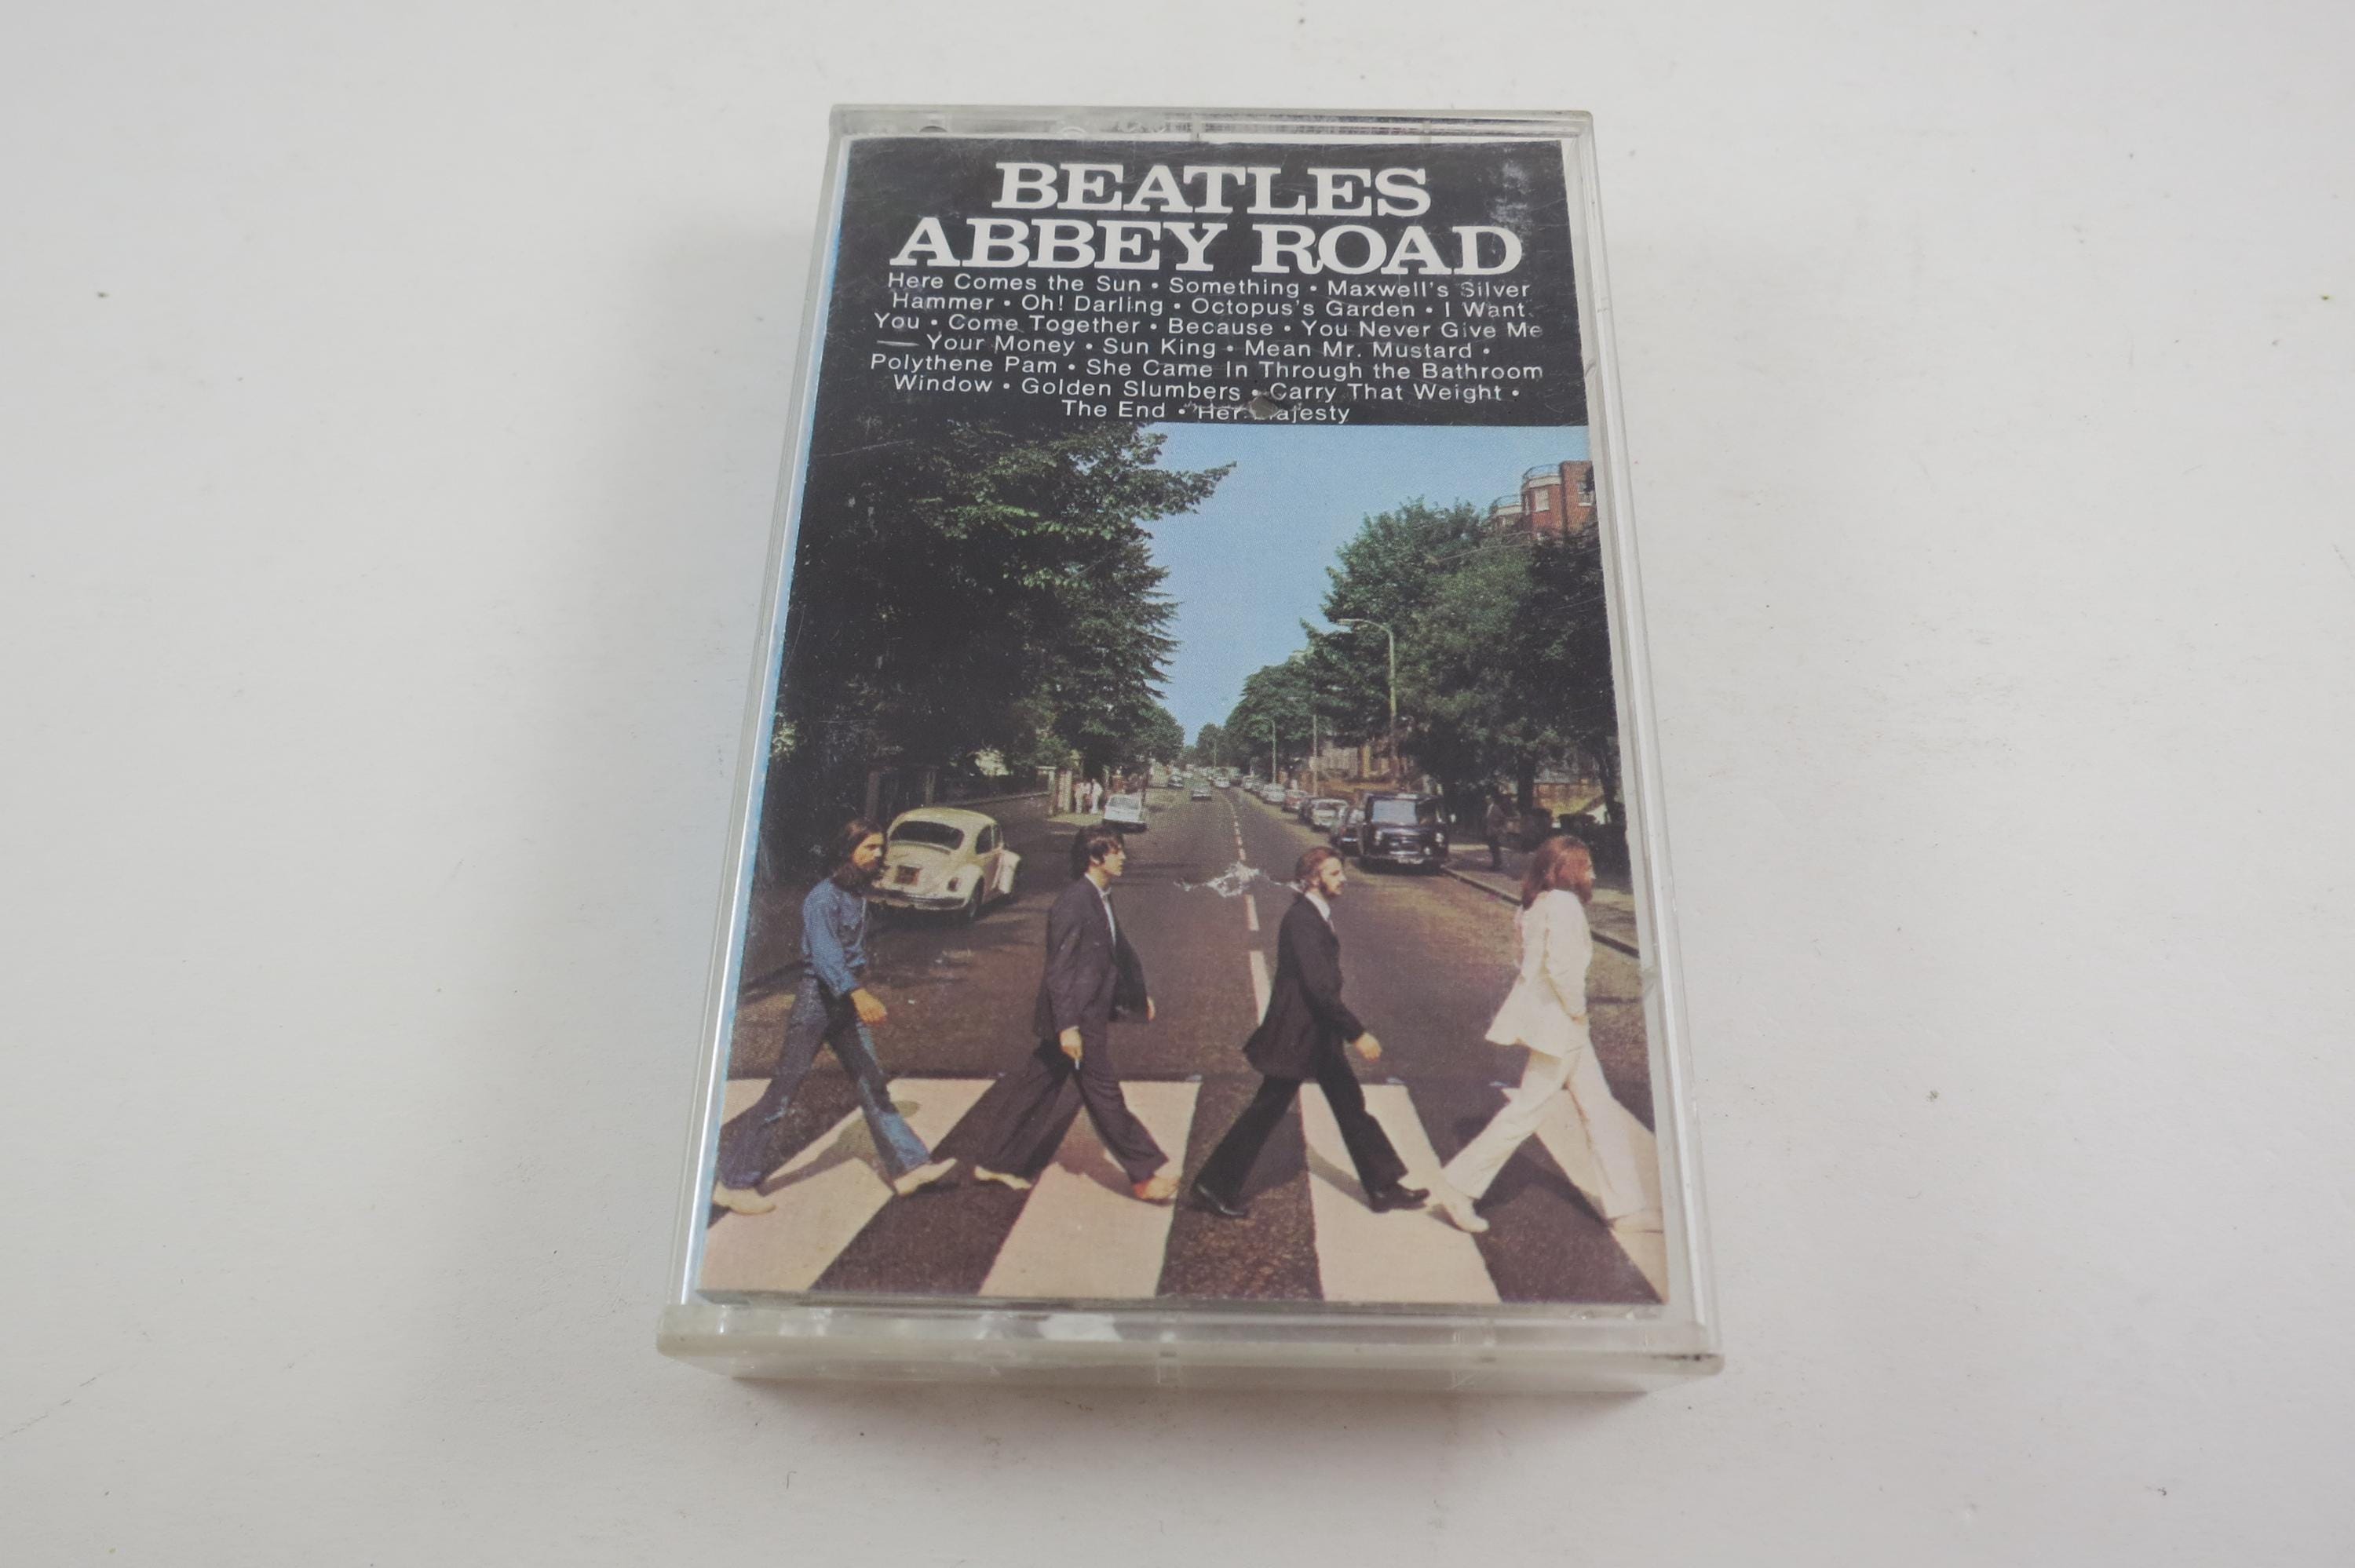 BEATLES
ABBEY ROAD
Here Comes the Sun • Something • Maxwell's Silver
Hammer • Oh! Darling • Octopus's Garden • I Want
You • Come Together • Because • You Never Give Me
Your Money • Sun King • Mean Mr. Mustard •
Polythene Pam • She Came In Through the Bathroom
Window • Golden Slumbers • Carry That Weight •
The End • Her Majesty